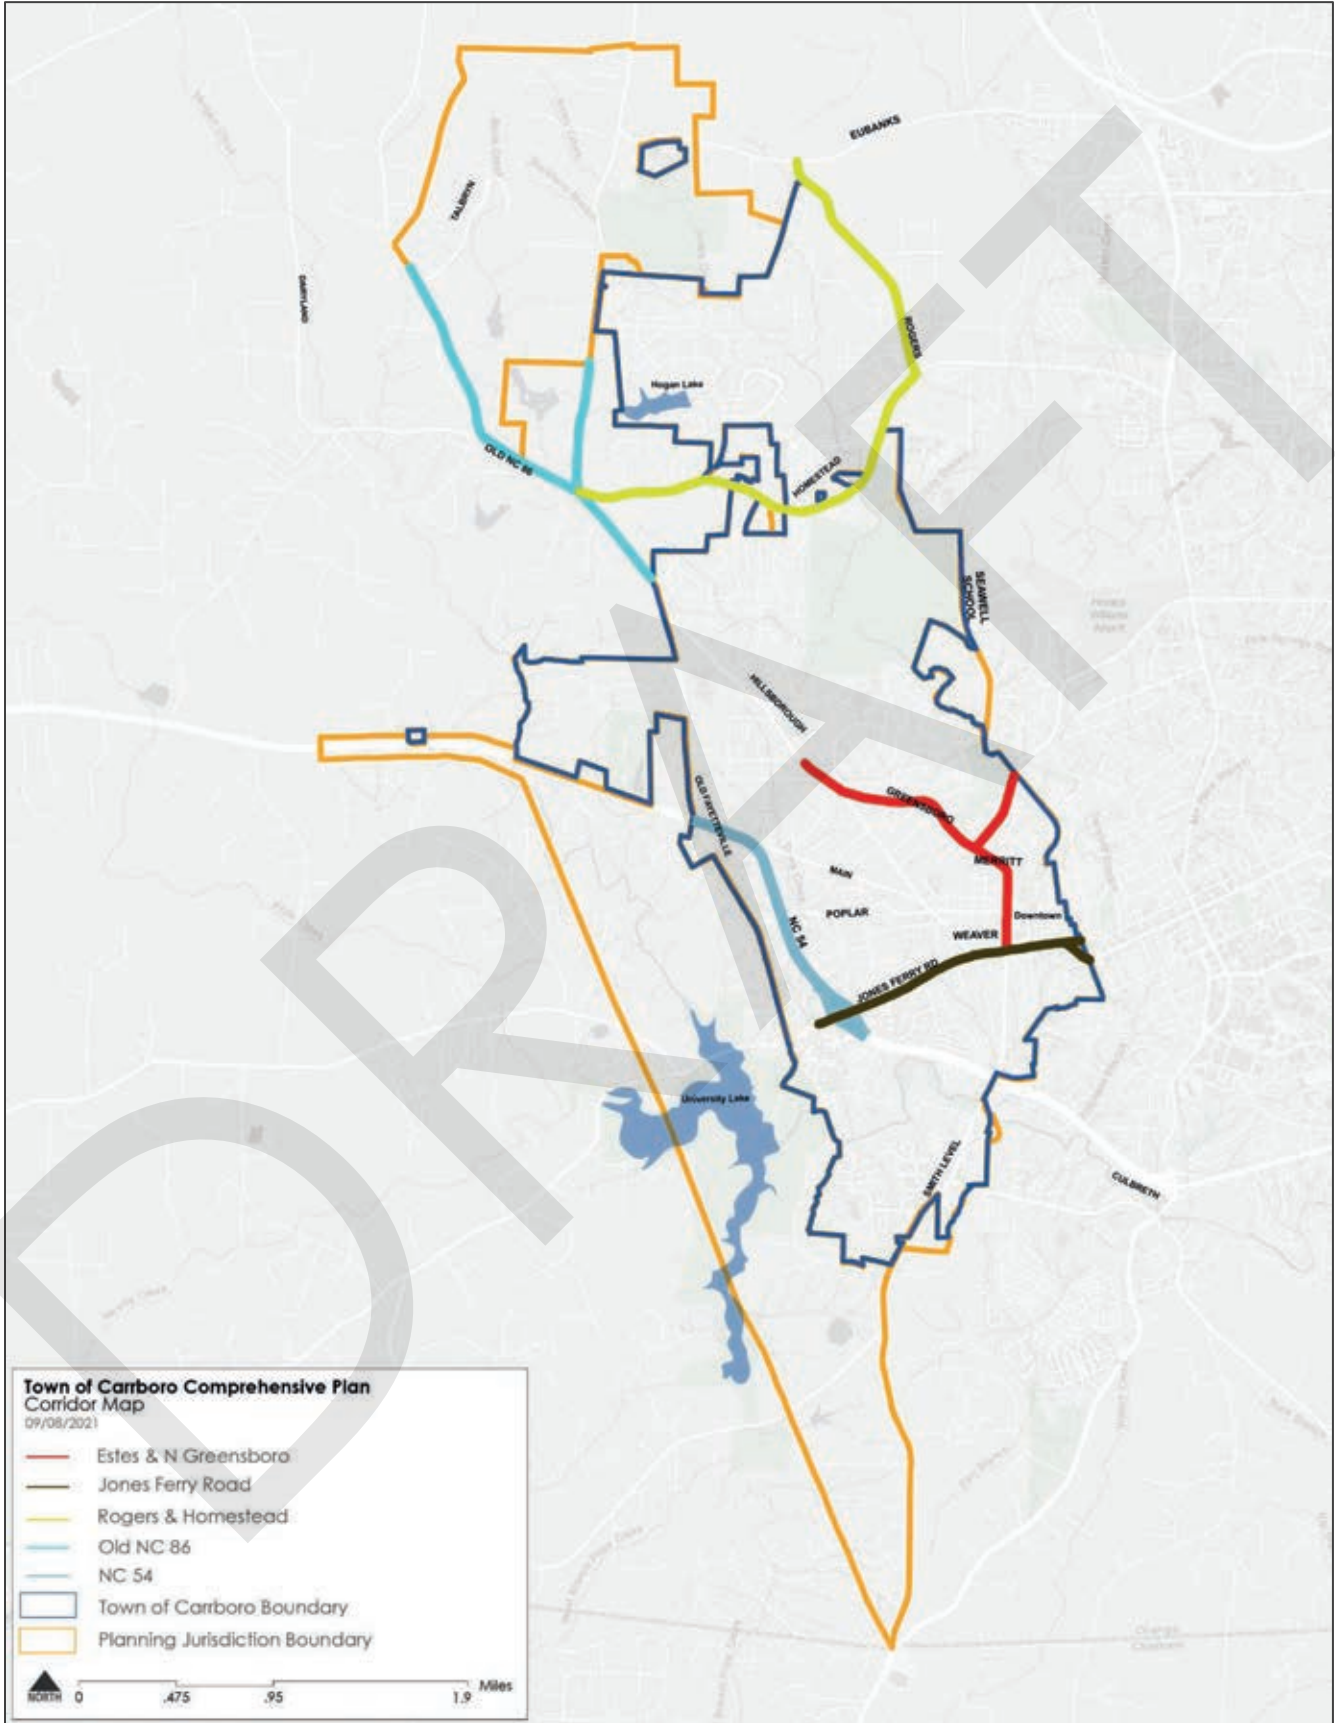 EUBANKS
TALBRYN
DAIRYLAND
ROGERS
Hogan Lake
OLD NC 86
HOMESTEAD
SEAWELL
SCHOOL
HILLSBOROUGH
OLD FAYETTEVILLE
GREENSBORO
MERRITT
MAIN
POPLAR
Downtown
WEAVER
NC 54
JONES FERRY RD
University Lake
SMITH LEVEL
CULBRETH
DRAFT
Town of Carrboro Comprehensive Plan
Corridor Map
09/08/2021
Estes & N Greensboro
Jones Ferry Road
Rogers & Homestead
Old NC 86
NC 54
Town of Carrboro Boundary
Planning Jurisdiction Boundary
NORTH
0 .475 .95 1.9 Miles